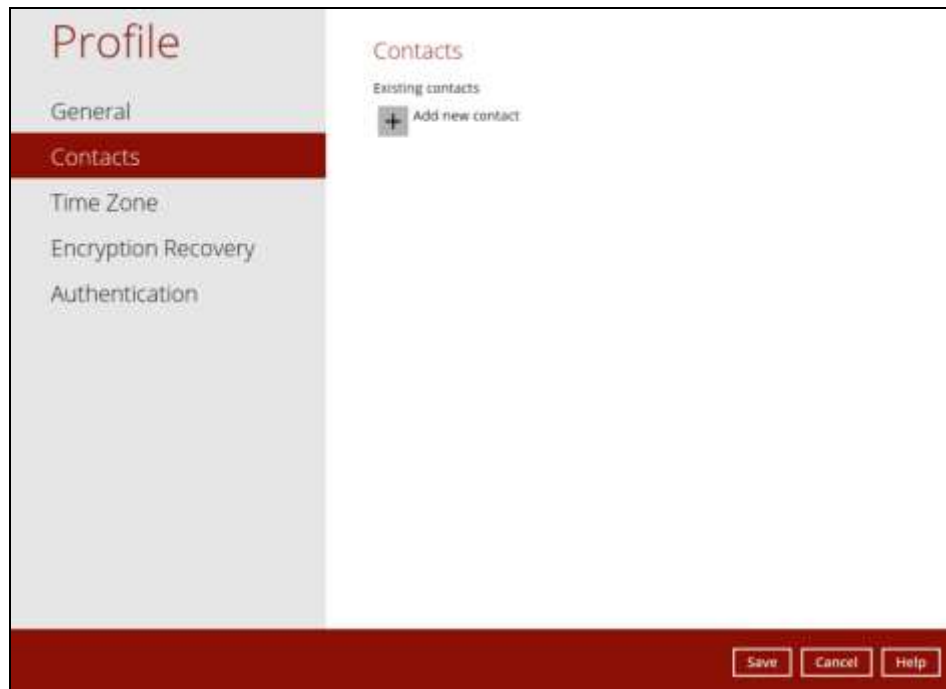 Profile
General
Contacts
Time Zone
Encryption Recovery
Authentication
Contacts
Existing contacts
Add new contact
Save
Cancel
Help